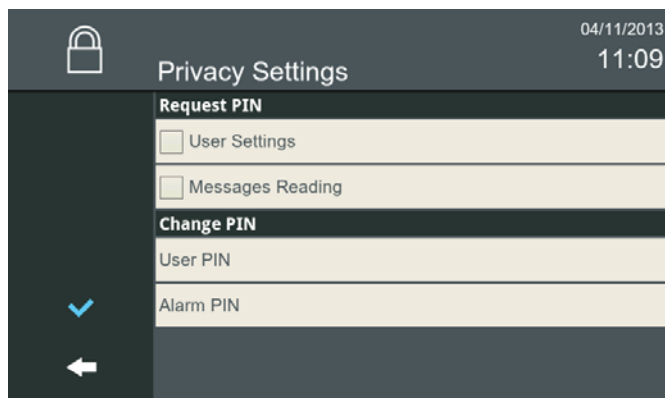 04/11/2013
11:09
Privacy Settings
Request PIN
User Settings
Messages Reading
Change PIN
User PIN
Alarm PIN